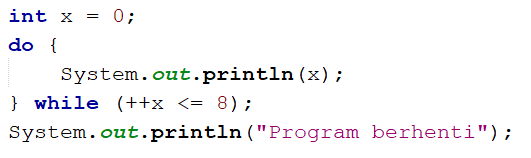 int x = 0;
do {
    System.out.println(x);
} while (++x <= 8);
System.out.println("Program berhenti");